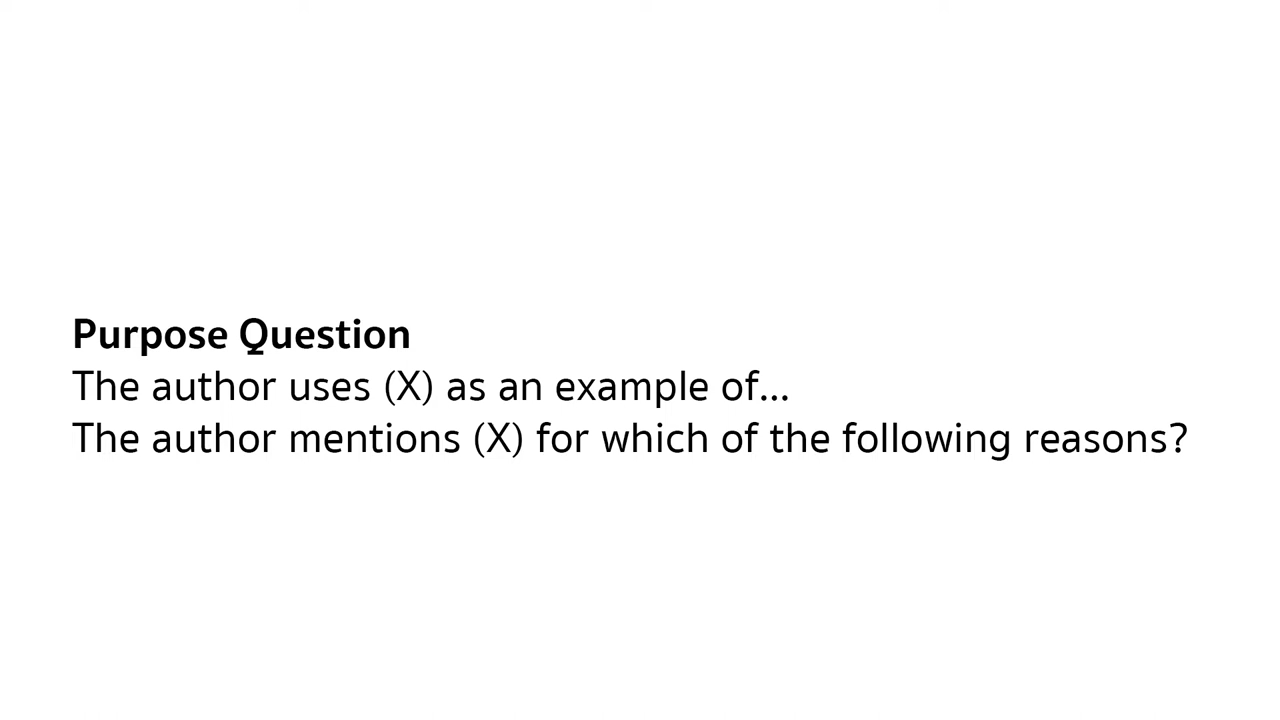 Purpose Question
The author uses (X) as an example of...
The author mentions (X) for which of the following reasons?